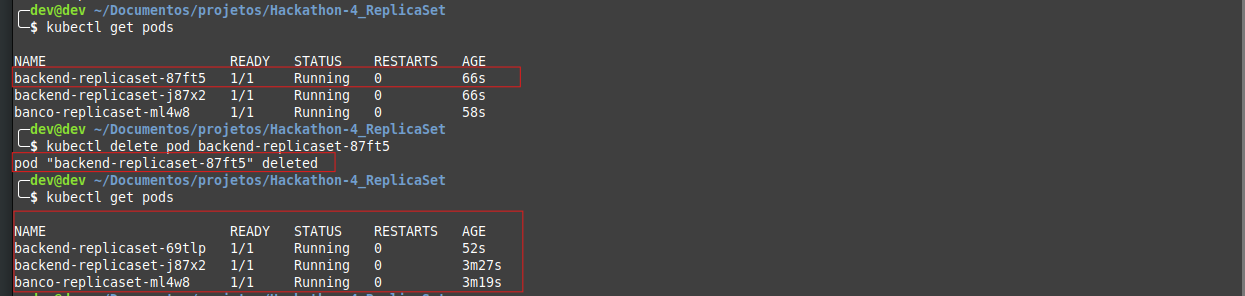 dev@dev ~/Documentos/projetos/Hackathon-4_ReplicaSet
$ kubectl get pods
NAME READY STATUS RESTARTS AGE
backend-replicaset-87ft5 1/1 Running 0 66s
backend-replicaset-j87x2 1/1 Running 0 66s
banco-replicaset-ml4w8 1/1 Running 0 58s
dev@dev ~/Documentos/projetos/Hackathon-4_ReplicaSet
$ kubectl delete pod backend-replicaset-87ft5
pod "backend-replicaset-87ft5" deleted
dev@dev ~/Documentos/projetos/Hackathon-4_ReplicaSet
$ kubectl get pods
NAME READY STATUS RESTARTS AGE
backend-replicaset-69tlp 1/1 Running 0 52s
backend-replicaset-j87x2 1/1 Running 0 3m27s
banco-replicaset-ml4w8 1/1 Running 0 3m19s